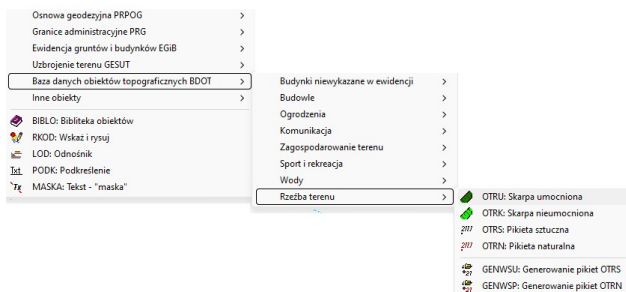 Osnowa geodezyjna PRPOG
Granice administracyjne PRG
Ewidencja gruntów i budynków EGiB
Uzbrojenie terenu GESUT
Baza danych obiektów topograficznych BDOT
Inne obiekty
BIBLO: Bibliteka obiektów
RKOD: Wskaż i rysuj
LOD: Odnośnik
Txt PODK: Podkreślenie
Tx MASKA: Tekst - "maska"
Budynki niewykazane w ewidencji
Budowle
Ogrodzenia
Komunikacja
Zagospodarowanie terenu
Sport i rekreacja
Wody
Rzeźba terenu
OTRU: Skarpa umocniona
OTRK: Skarpa nieumocniona
OTRS: Pikieta sztuczna
OTRN: Pikieta naturalna
GENWSU: Generowanie pikiet OTRS
GENWSP: Generowanie pikiet OTRN